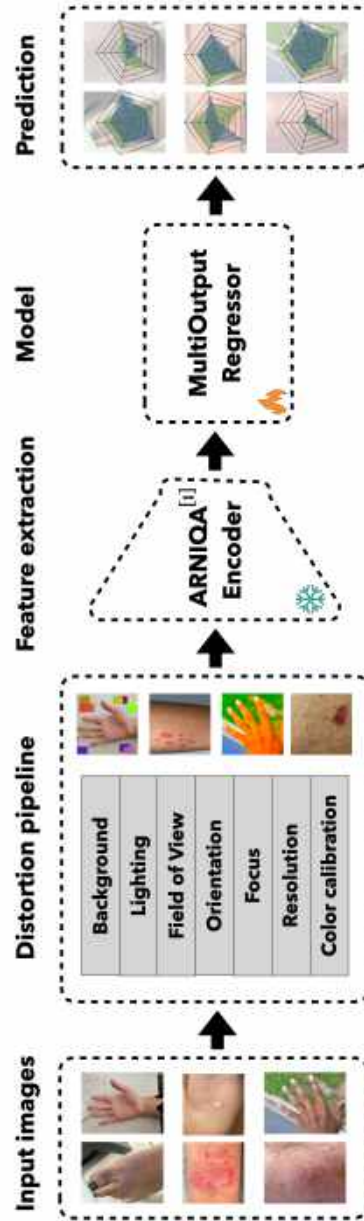 Input images
Distortion pipeline
Background
Lighting
Field of View
Orientation
Focus
Resolution
Color calibration
Feature extraction
ARNIQA[1]
Encoder
Model
MultiOutput
Regressor
Prediction